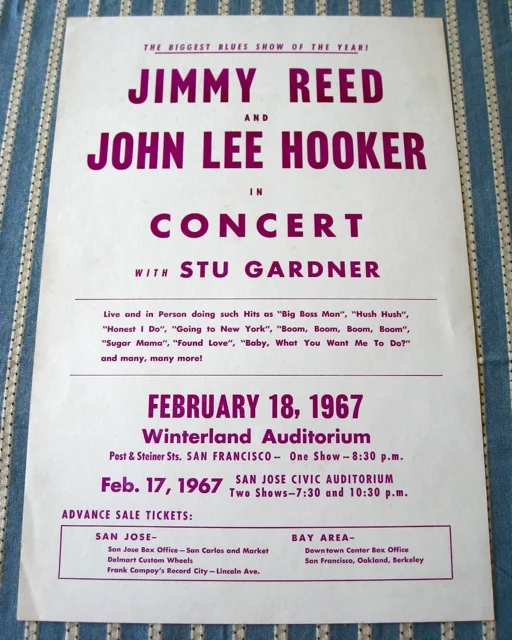 THE BIGGEST BLUES SHOW OF THE YEAR!
JIMMY REED
AND
JOHN LEE HOOKER
IN
CONCERT
WITH STU GARDNER
Live and in Person doing such Hits as "Big Boss Man", "Hush Hush",
"Honest I Do", "Going to New York", "Boom, Boom, Boom, Boom",
"Sugar Mama", "Found Love", "Baby, What You Want Me To Do?"
and many, many more!
FEBRUARY 18, 1967
Winterland Auditorium
Post & Steiner Sts. SAN FRANCISCO — One Show — 8:30 p.m.
Feb. 17, 1967 — SAN JOSE CIVIC AUDITORIUM
Two Shows—7:30 and 10:30 p.m.
ADVANCE SALE TICKETS:
SAN JOSE—
San Jose Box Office — San Carlos and Market
Delmart Custom Wheels
Frank Campoy's Record City — Lincoln Ave.
BAY AREA—
Downtown Center Box Office
San Francisco, Oakland, Berkeley